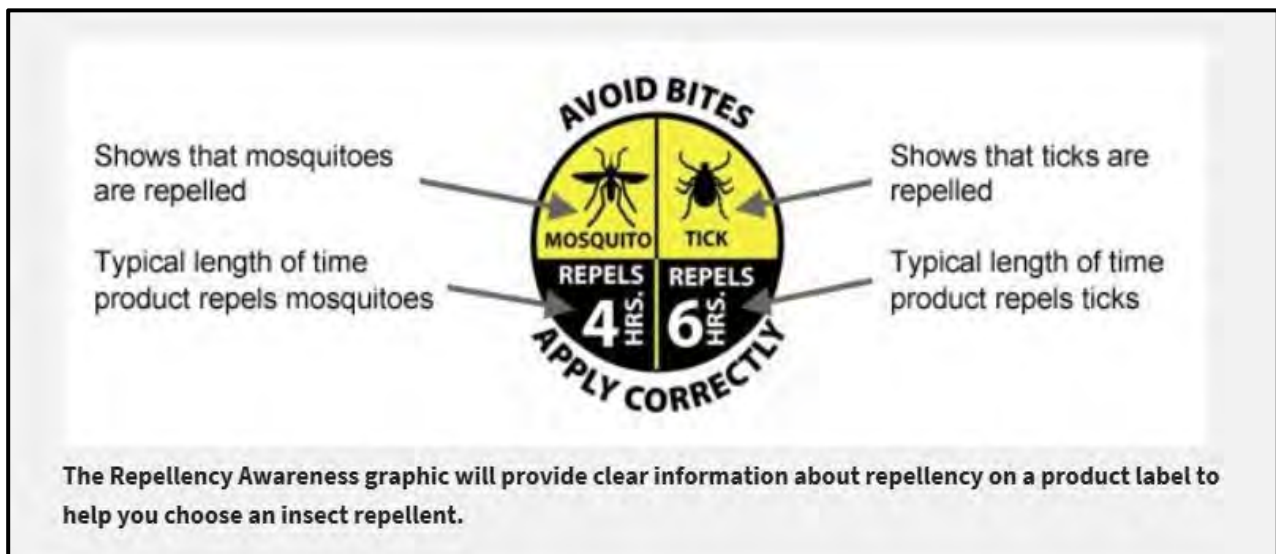 AVOID BITES
Shows that mosquitoes
are repelled
Typical length of time
product repels mosquitoes
MOSQUITO
TICK
REPELS
4 HRS.
REPELS
6 HRS.
APPLY CORRECTLY
Shows that ticks are
repelled
Typical length of time
product repels ticks
The Repellency Awareness graphic will provide clear information about repellency on a product label to
help you choose an insect repellent.